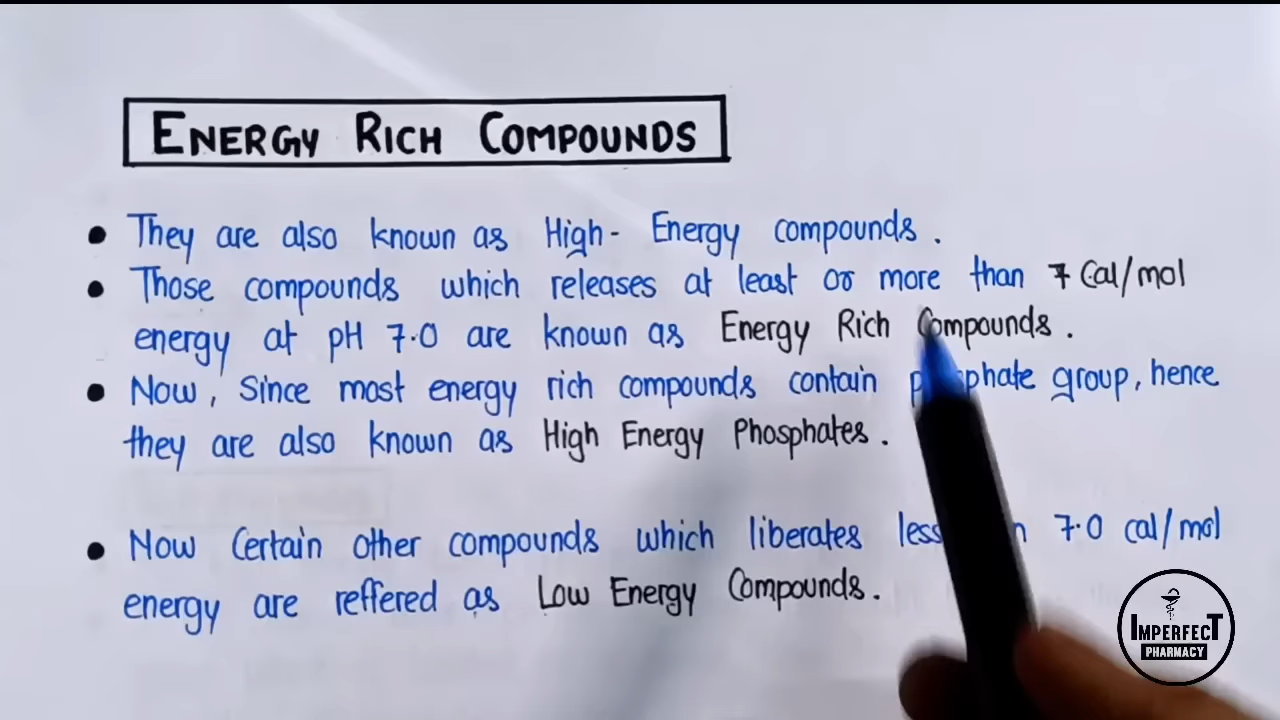 ENERGY RICH COMPOUNDS
• They are also known as High-Energy compounds.
• Those compounds which releases at least or more than 7 Cal/mol
energy at pH 7.0 are known as Energy Rich Compounds.
• Now, Since most energy rich compounds contain group, hence
they are also known as High Energy Phosphates.
• Now Certain other compounds which liberates less 7.0 cal/mol
energy are reffered as Low Energy Compounds.
IMPERFECT
PHARMACY